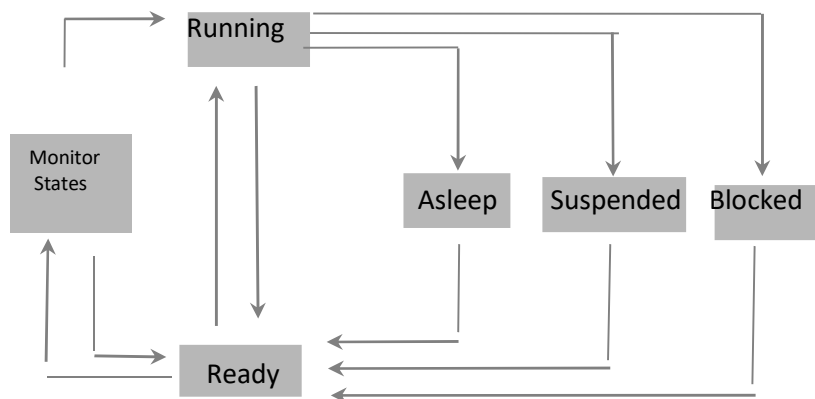 Running
Monitor
States
Asleep
Suspended
Blocked
Ready